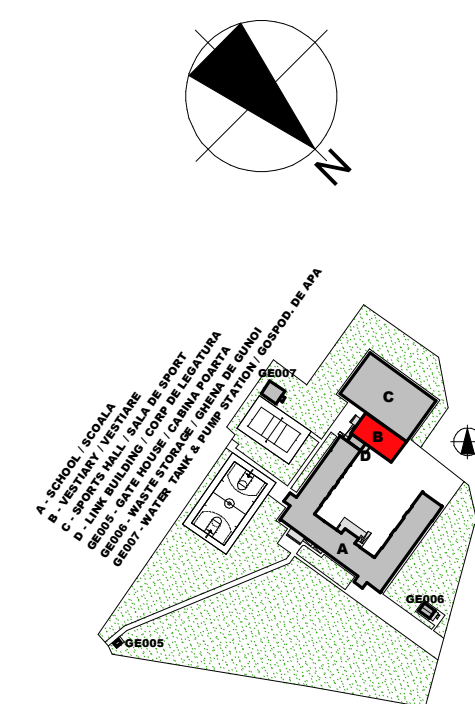 N
A - SCHOOL / SCOALA
B - VESTIARY / VESTIARE
C - SPORTS HALL / SALA DE SPORT
D - LINK BUILDING / CORP DE LEGATURA
GE005 - GATE HOUSE / CABINA POARTA
GE006 - WASTE STORAGE / GHENA DE GUNOI
GE007 - WATER TANK & PUMP STATION / GOSPOD. DE APA
GE007
C
B
D
A
GE006
GE005